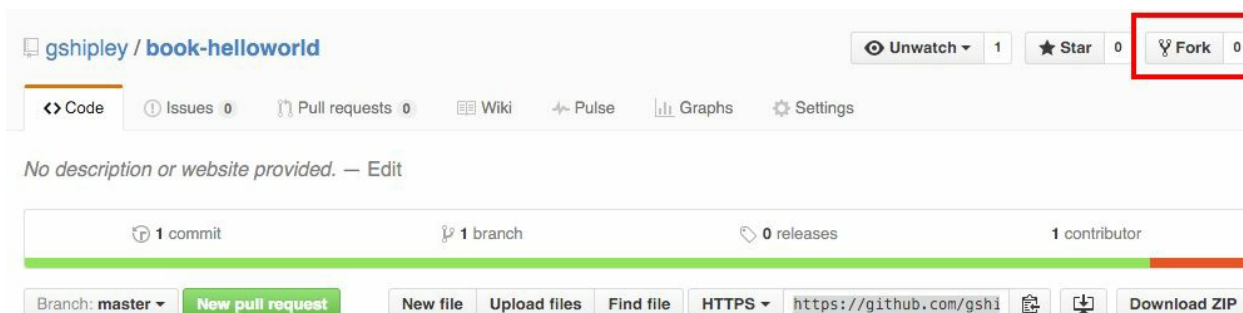 gshipley / book-helloworld Unwatch 1 Star 0 Fork 0
Code Issues 0 Pull requests 0 Wiki Pulse Graphs Settings
No description or website provided. — Edit
1 commit 1 branch 0 releases 1 contributor
Branch: master New pull request New file Upload files Find file HTTPS https://github.com/gshi Download ZIP